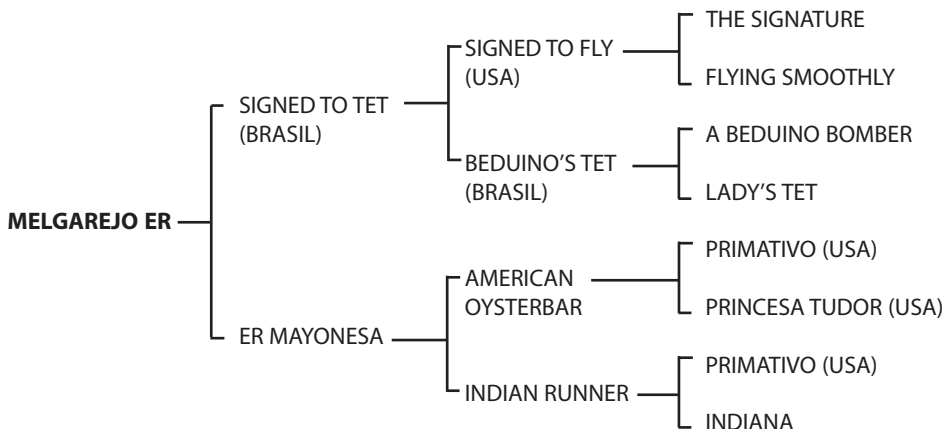 THE SIGNATURE
SIGNED TO FLY
(USA)
FLYING SMOOTHLY
SIGNED TO TET
(BRASIL)
A BEDUINO BOMBER
BEDUINO'S TET
(BRASIL)
LADY'S TET
MELGAREJO ER
PRIMATIVO (USA)
AMERICAN
OYSTERBAR
PRINCESA TUDOR (USA)
ER MAYONESA
PRIMATIVO (USA)
INDIAN RUNNER
INDIANA